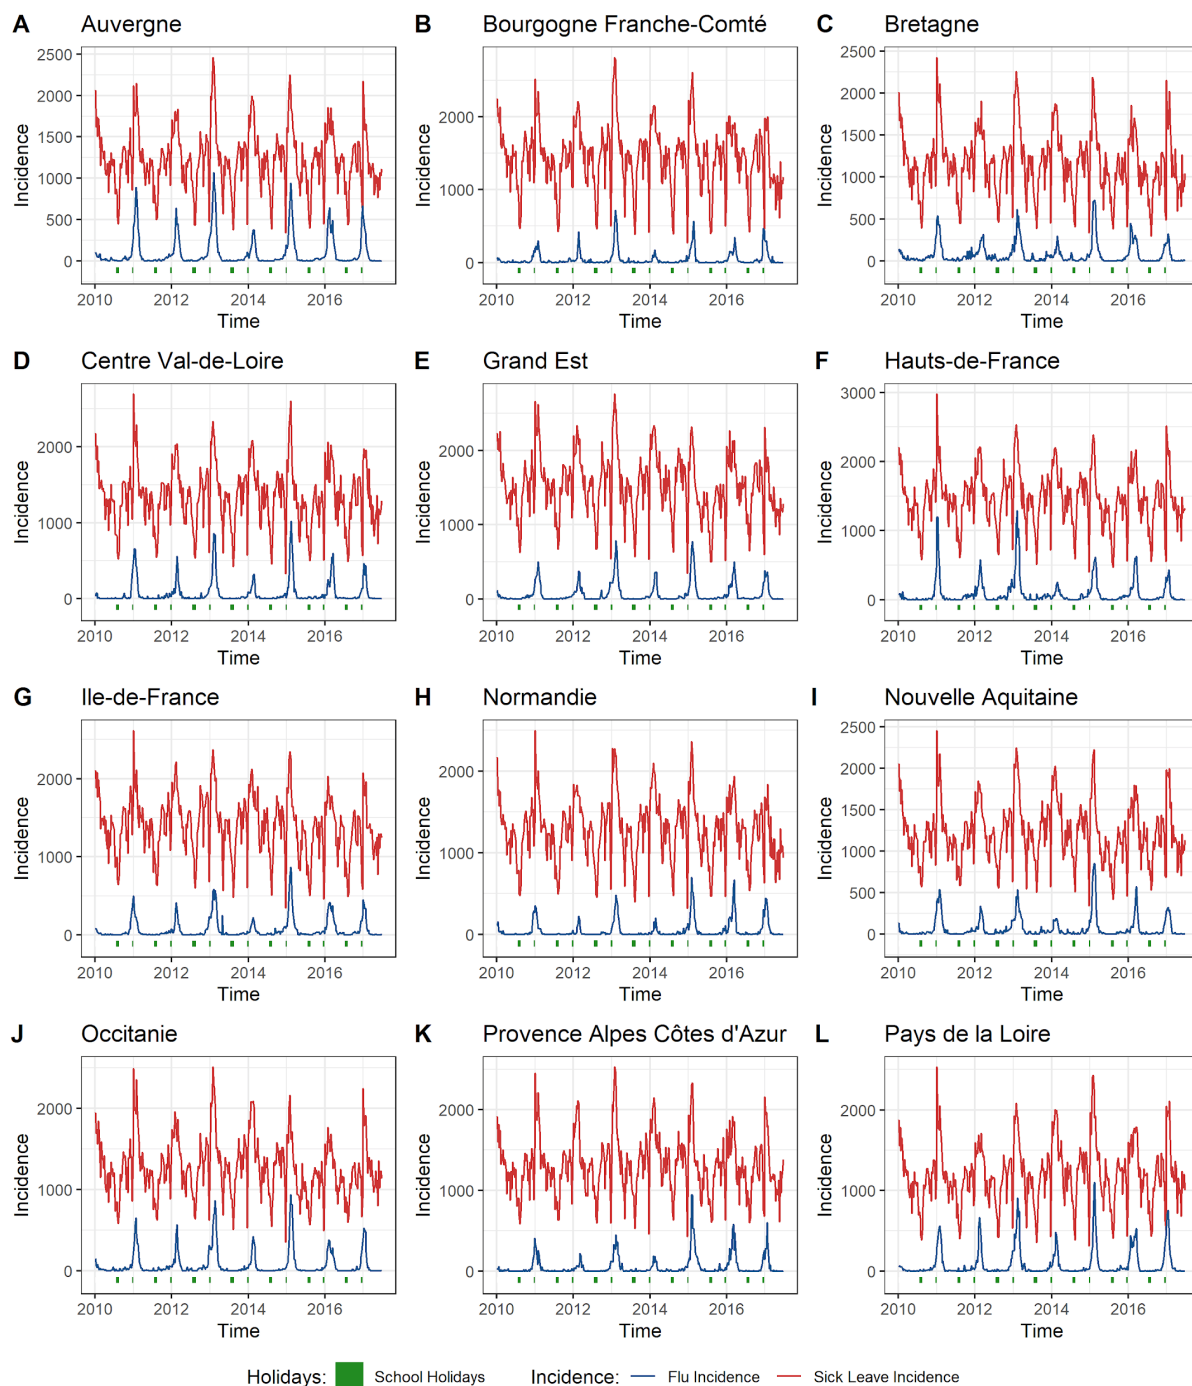 A Auvergne
B Bourgogne Franche-Comté
C Bretagne
Incidence
2500
2000
1500
1000
500
0
2010 2012 2014 2016
Time
Incidence
2000
1000
0
2010 2012 2014 2016
Time
Incidence
2500
2000
1500
1000
500
0
2010 2012 2014 2016
Time
D Centre Val-de-Loire
E Grand Est
F Hauts-de-France
Incidence
2000
1000
0
2010 2012 2014 2016
Time
Incidence
2000
1000
0
2010 2012 2014 2016
Time
Incidence
3000
2000
1000
0
2010 2012 2014 2016
Time
G Ile-de-France
H Normandie
I Nouvelle Aquitaine
Incidence
2000
1000
0
2010 2012 2014 2016
Time
Incidence
2000
1000
0
2010 2012 2014 2016
Time
Incidence
2500
2000
1500
1000
500
0
2010 2012 2014 2016
Time
J Occitanie
K Provence Alpes Côtes d'Azur
L Pays de la Loire
Incidence
2000
1000
0
2010 2012 2014 2016
Time
Incidence
2000
1000
0
2010 2012 2014 2016
Time
Incidence
2000
1000
0
2010 2012 2014 2016
Time
Holidays: School Holidays Incidence: Flu Incidence Sick Leave Incidence